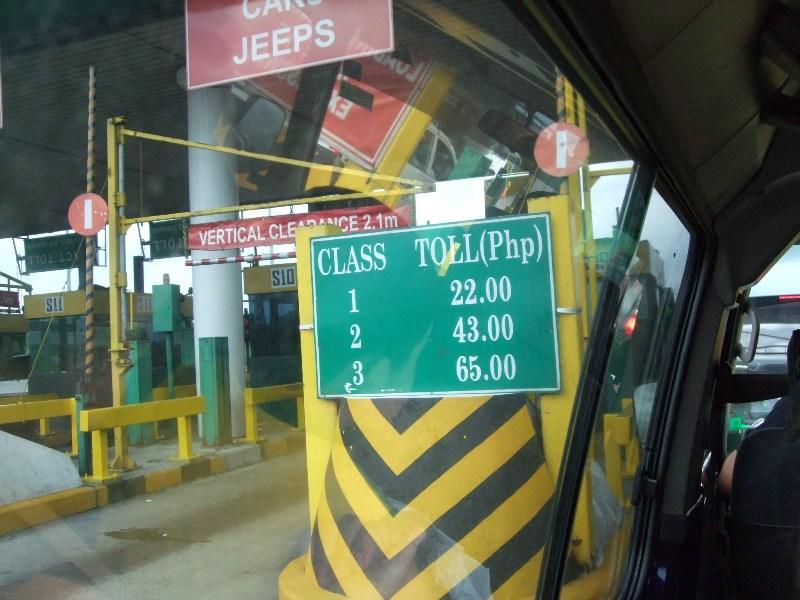 CARS
JEEPS
VERTICAL CLEARANCE 2.1m
CLASS TOLL(Php)
1 22.00
2 43.00
3 65.00
S11
S10